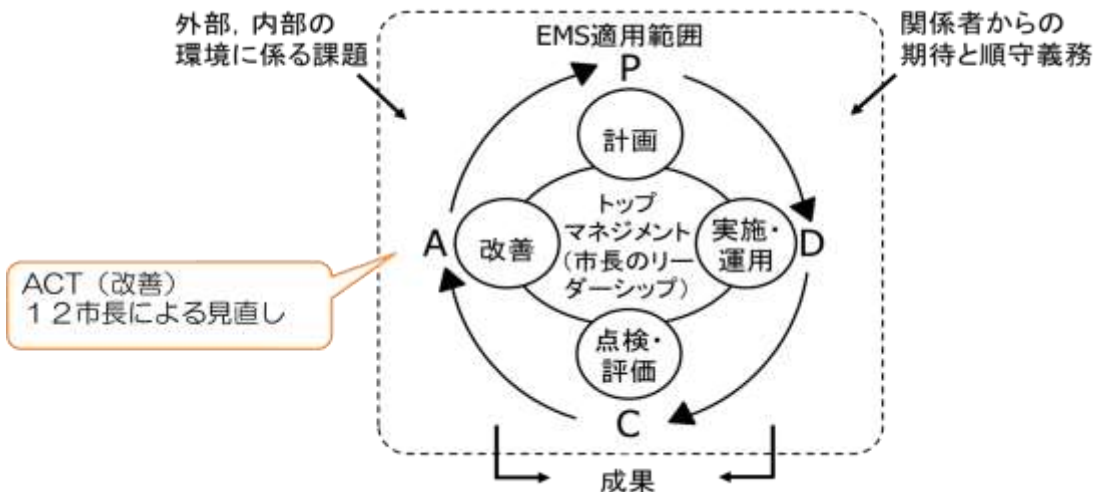 外部，内部の
環境に係る課題
関係者からの
期待と順守義務
EMS適用範囲
P
計画
A
改善
トップ
マネジメント
（市長のリー
ダーシップ）
実施・
運用
D
ACT（改善）
１２市長による見直し
点検・
評価
C
成果